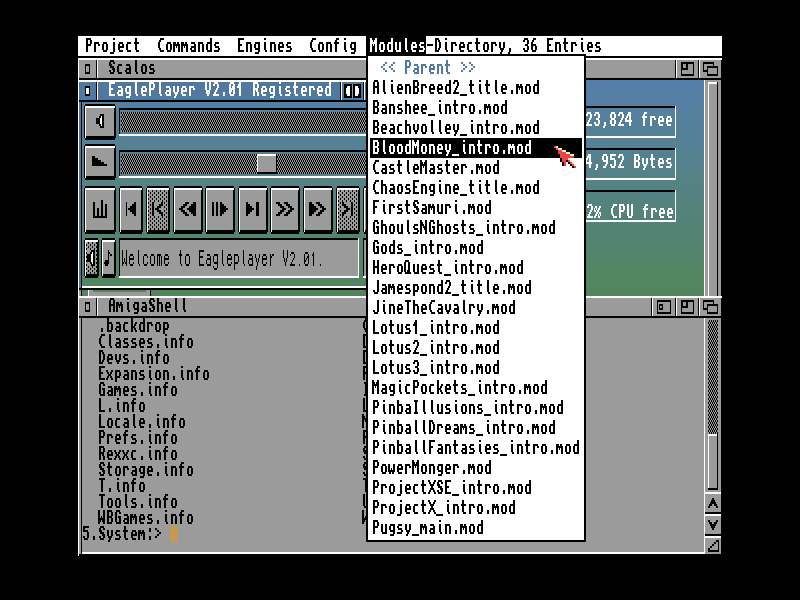 Project Commands Engines Config Modules-Directory, 36 Entries
Scalos
EaglePlayer V2.01 Registered
23,824 free
4,952 Bytes
2% CPU free
Welcome to Eagleplayer V2.01.
<< Parent >>
AlienBreed2_title.mod
Banshee_intro.mod
Beachvolley_intro.mod
BloodMoney_intro.mod
CastleMaster.mod
ChaosEngine_title.mod
FirstSamuri.mod
GhoulsNGhosts_intro.mod
Gods_intro.mod
HeroQuest_intro.mod
Jamespond2_title.mod
JineTheCavalry.mod
Lotus1_intro.mod
Lotus2_intro.mod
Lotus3_intro.mod
MagicPockets_intro.mod
PinbaIllusions_intro.mod
PinballDreams_intro.mod
PinballFantasies_intro.mod
PowerMonger.mod
ProjectXSE_intro.mod
ProjectX_intro.mod
Pugsy_main.mod
AmigaShell
.backdrop
Classes.info
Devs.info
Expansion.info
Games.info
L.info
Locale.info
Prefs.info
Rexxc.info
Storage.info
T.info
Tools.info
WBGames.info
5.System:>